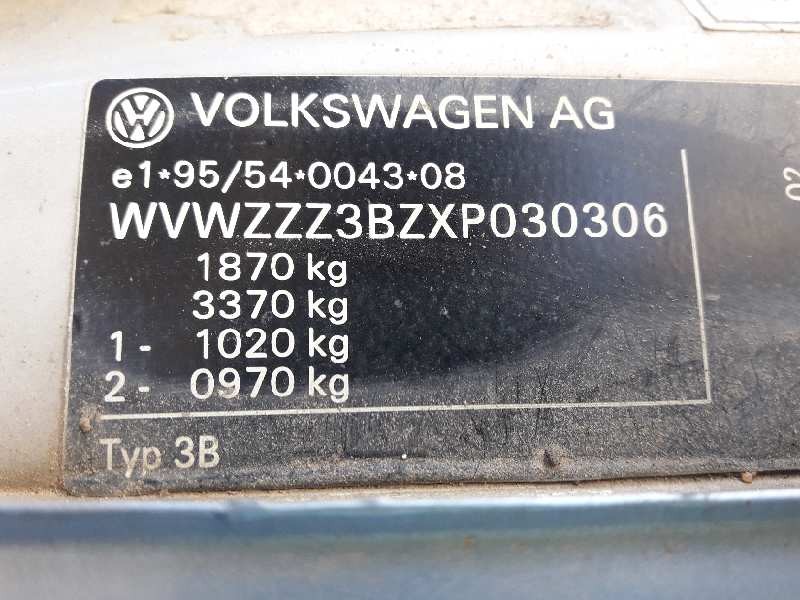 VOLKSWAGEN AG
e1*95/54*0043*08
WVWZZZ3BZXP030306
1870 kg
3370 kg
1- 1020 kg
2- 0970 kg
Typ 3B
02